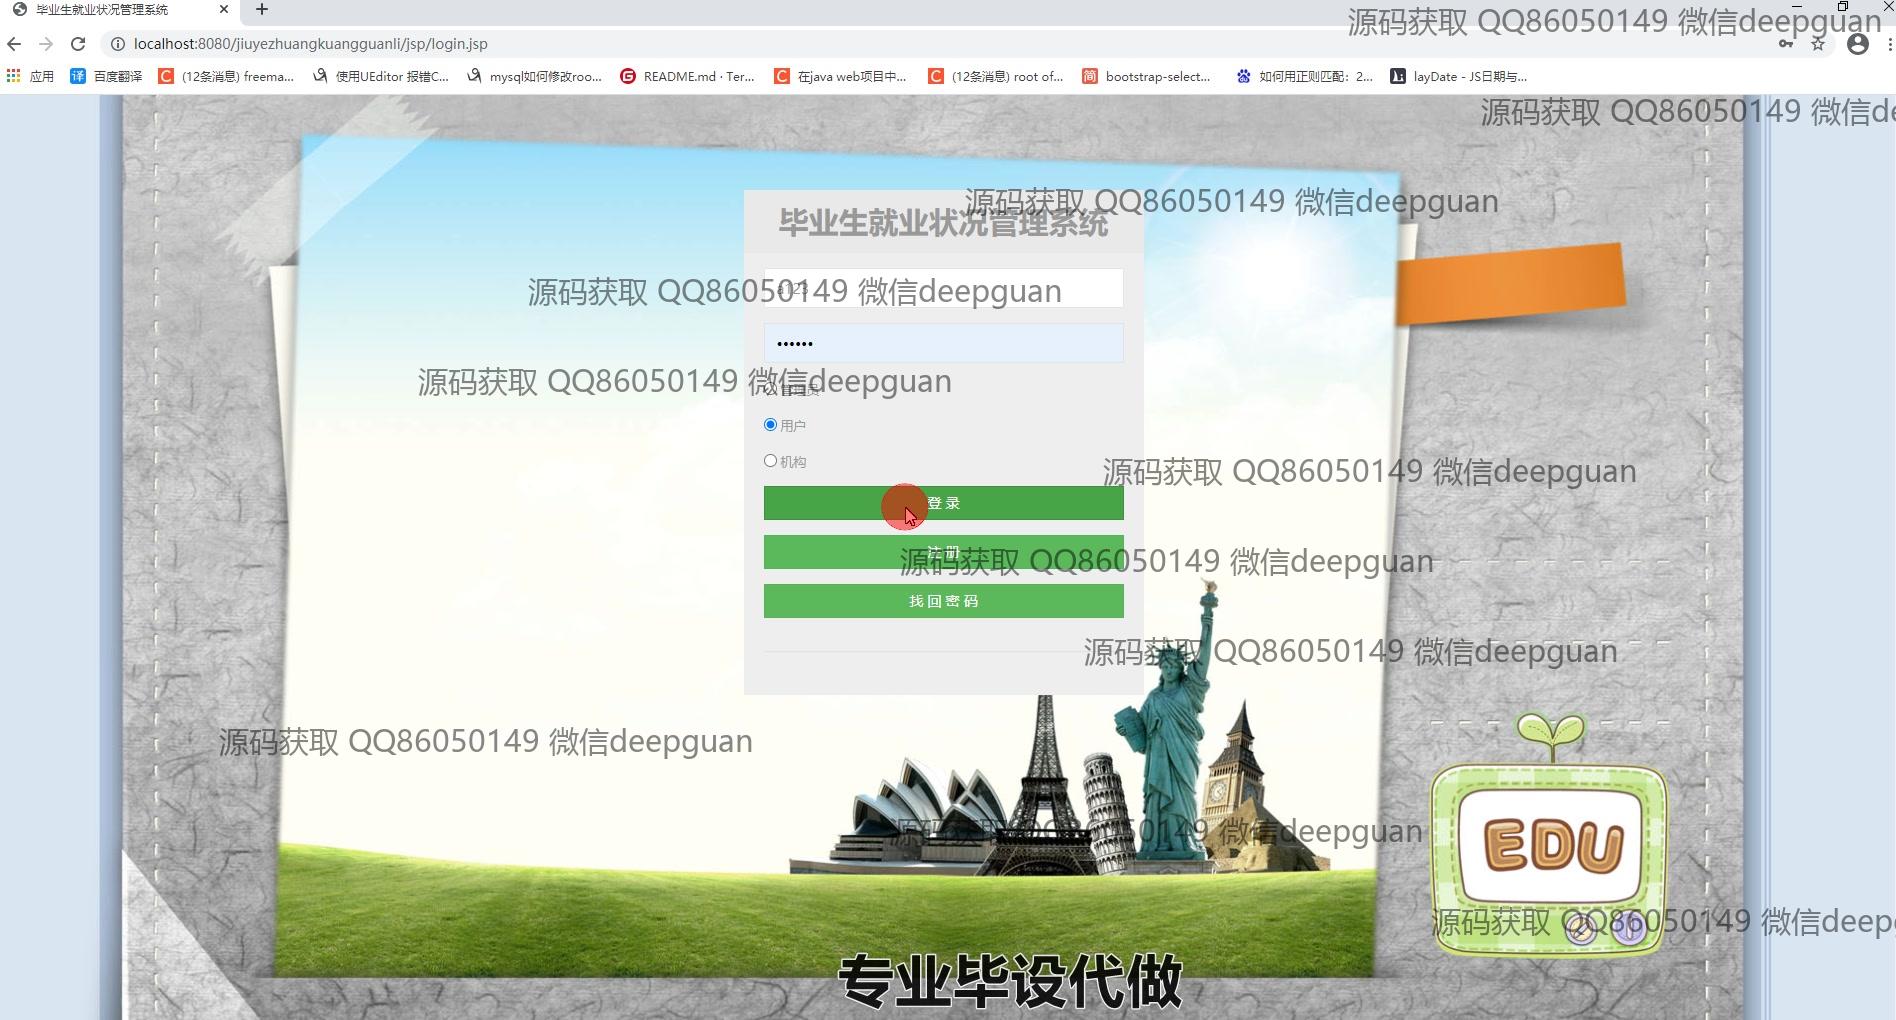 毕业生就业状况管理系统
源码获取 QQ86050149 微信deepguan
localhost:8080/jiuyezhuangkuangguanli/jsp/login.jsp
应用 百度翻译 (12条消息) freema... 使用UEditor 报错C... mysql如何修改roo... README.md · Ter... 在java web项目中... (12条消息) root of... bootstrap-select... 如何用正则匹配：2... layDate - JS日期与...
源码获取 QQ86050149 微信de
源码获取 QQ86050149 微信deepguan
毕业生就业状况管理系统
a123
源码获取 QQ86050149 微信deepguan
••••••
源码获取 QQ86050149 微信deepguan
管理员
用户
机构
源码获取 QQ86050149 微信deepguan
登 录
注 册
源码获取 QQ86050149 微信deepguan
找 回 密 码
源码获取 QQ86050149 微信deepguan
源码获取 QQ86050149 微信deepguan
源码获取 QQ86050149 微信deepguan
EDU
源码获取 QQ86050149 微信deep
专业毕设代做